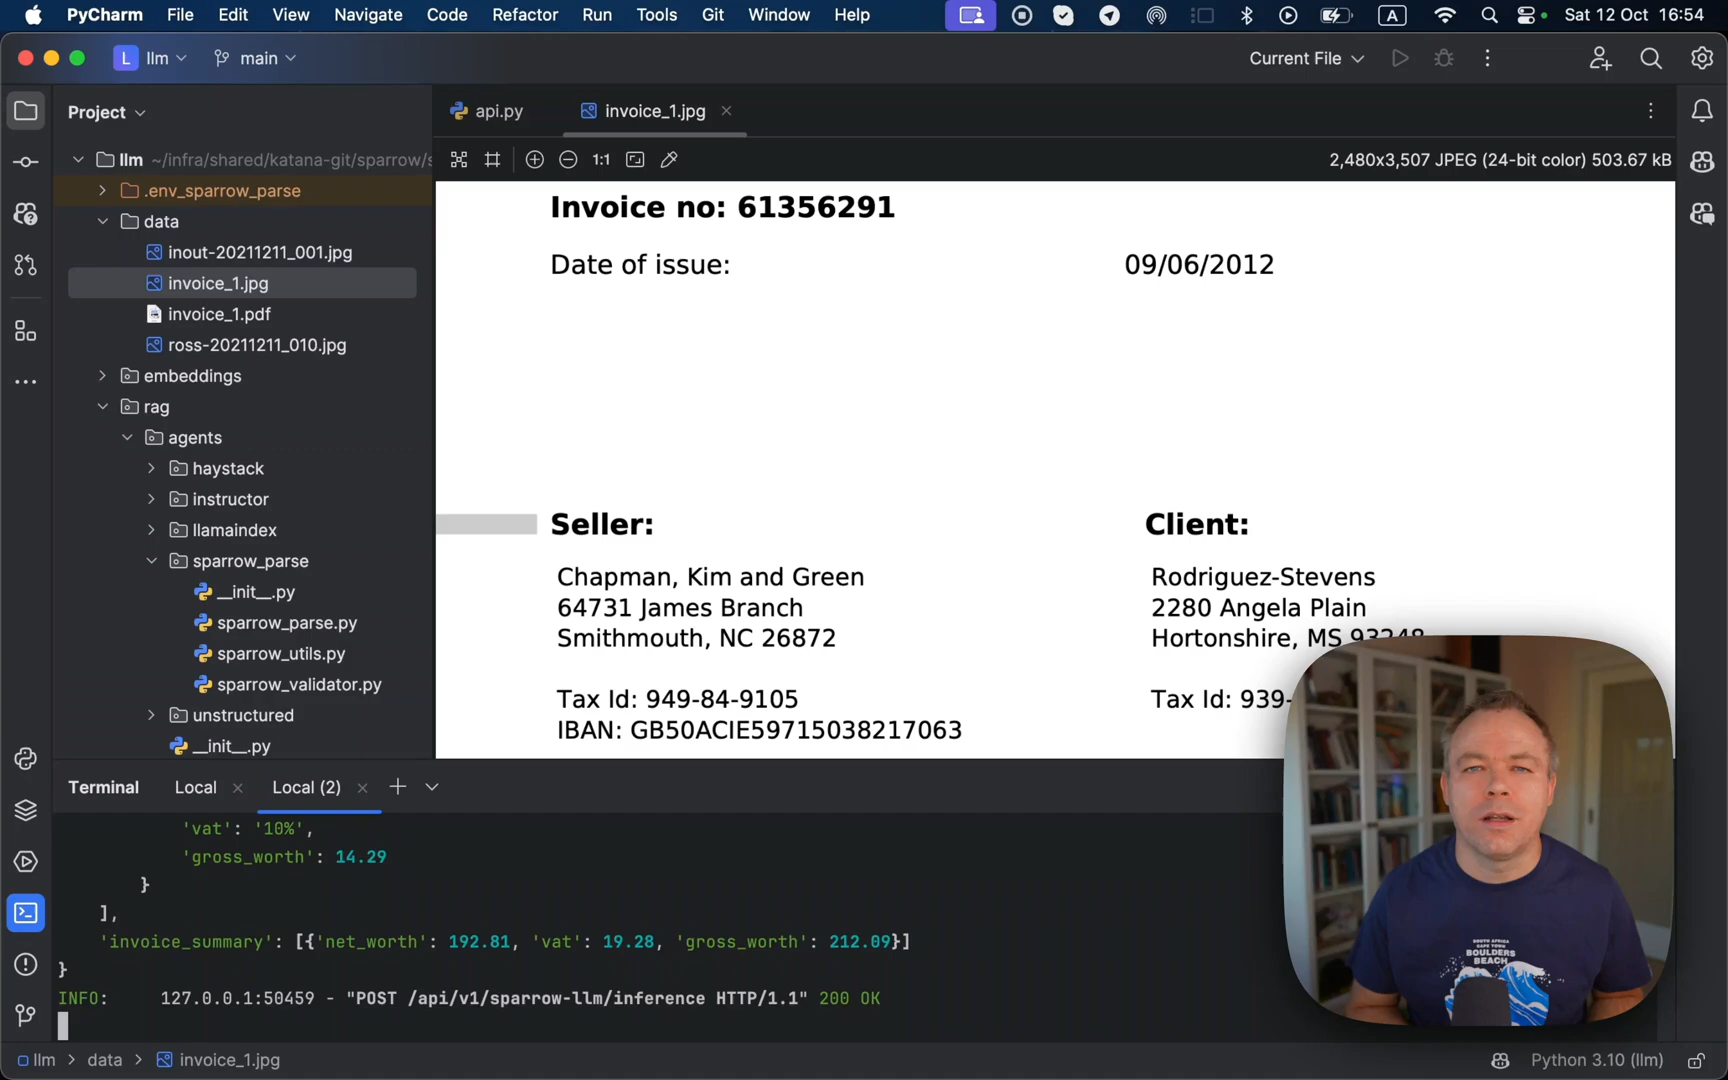 PyCharm File Edit View Navigate Code Refactor Run Tools Git Window Help A Sat 12 Oct 16:54
L llm main Current File
Project
api.py invoice_1.jpg
llm ~/infra/shared/katana-git/sparrow/s
1:1 2,480x3,507 JPEG (24-bit color) 503.67 kB
.env_sparrow_parse
data
inout-20211211_001.jpg
invoice_1.jpg
invoice_1.pdf
ross-20211211_010.jpg
embeddings
rag
agents
haystack
instructor
llamaindex
sparrow_parse
__init__.py
sparrow_parse.py
sparrow_utils.py
sparrow_validator.py
unstructured
__init__.py
Invoice no: 61356291
Date of issue: 09/06/2012
Seller: Client:
Chapman, Kim and Green Rodriguez-Stevens
64731 James Branch 2280 Angela Plain
Smithmouth, NC 26872 Hortonshire, MS 93248
Tax Id: 949-84-9105 Tax Id: 939-
IBAN: GB50ACIE59715038217063
Terminal Local Local (2)
'vat': '10%',
'gross_worth': 14.29
}
],
'invoice_summary': [{'net_worth': 192.81, 'vat': 19.28, 'gross_worth': 212.09}]
}
INFO: 127.0.0.1:50459 - "POST /api/v1/sparrow-llm/inference HTTP/1.1" 200 OK
SOUTH AFRICA
CAPE TOWN
BOULDERS
BEACH
llm > data > invoice_1.jpg Python 3.10 (llm)